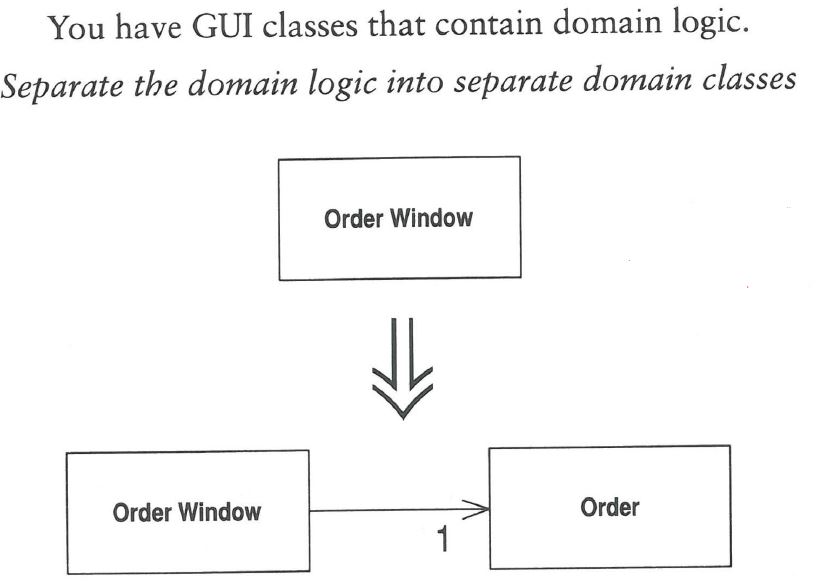 You have GUI classes that contain domain logic.
Separate the domain logic into separate domain classes
Order Window
Order Window
1
Order